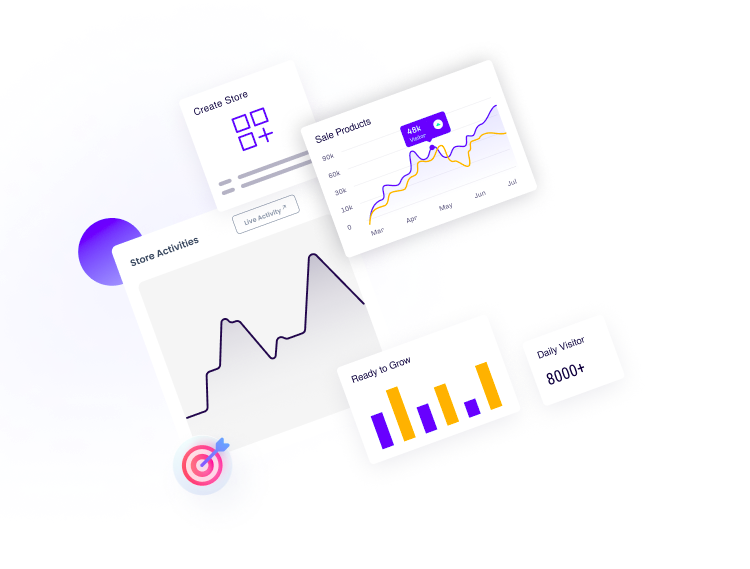 Create Store
Sale Products
90k
60k
30k
10k
0
48k
Visitor
Mar
Apr
May
Jun
Jul
Store Activities
Live Activity
Ready to Grow
Daily Visitor
8000+